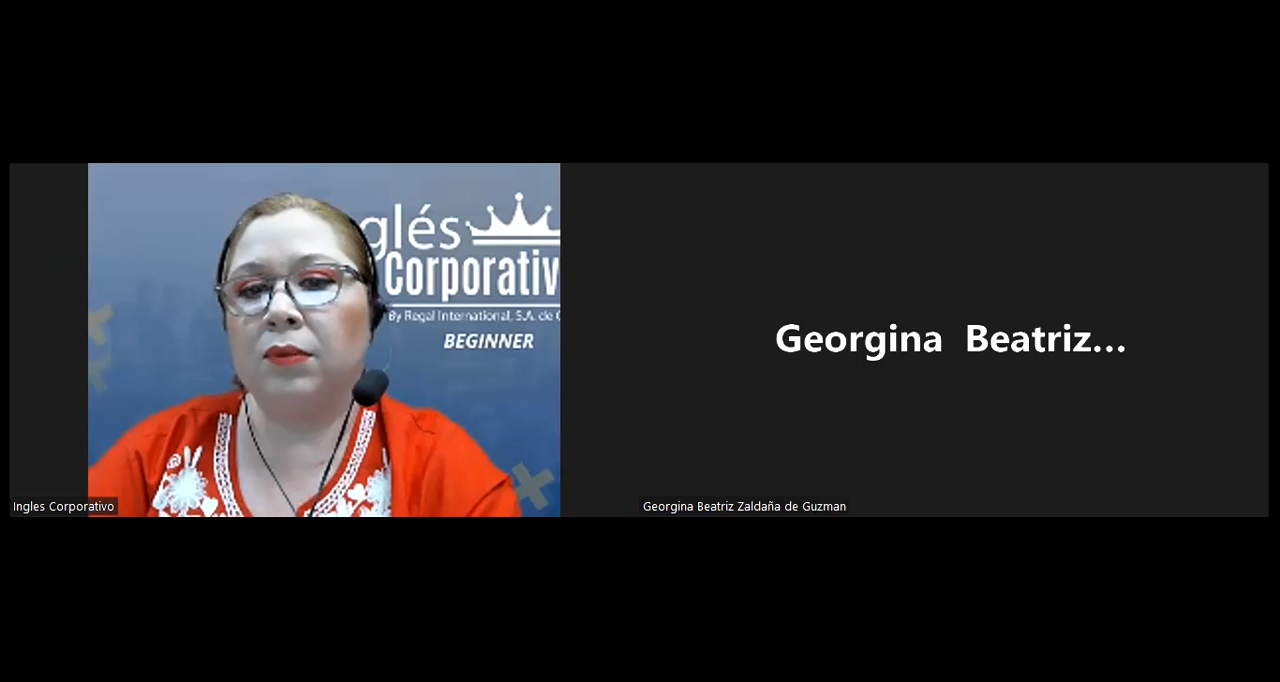 glés
Corporativ
By Regal International, S.A. de C
BEGINNER
Ingles Corporativo
Georgina Beatriz...
Georgina Beatriz Zaldaña de Guzman